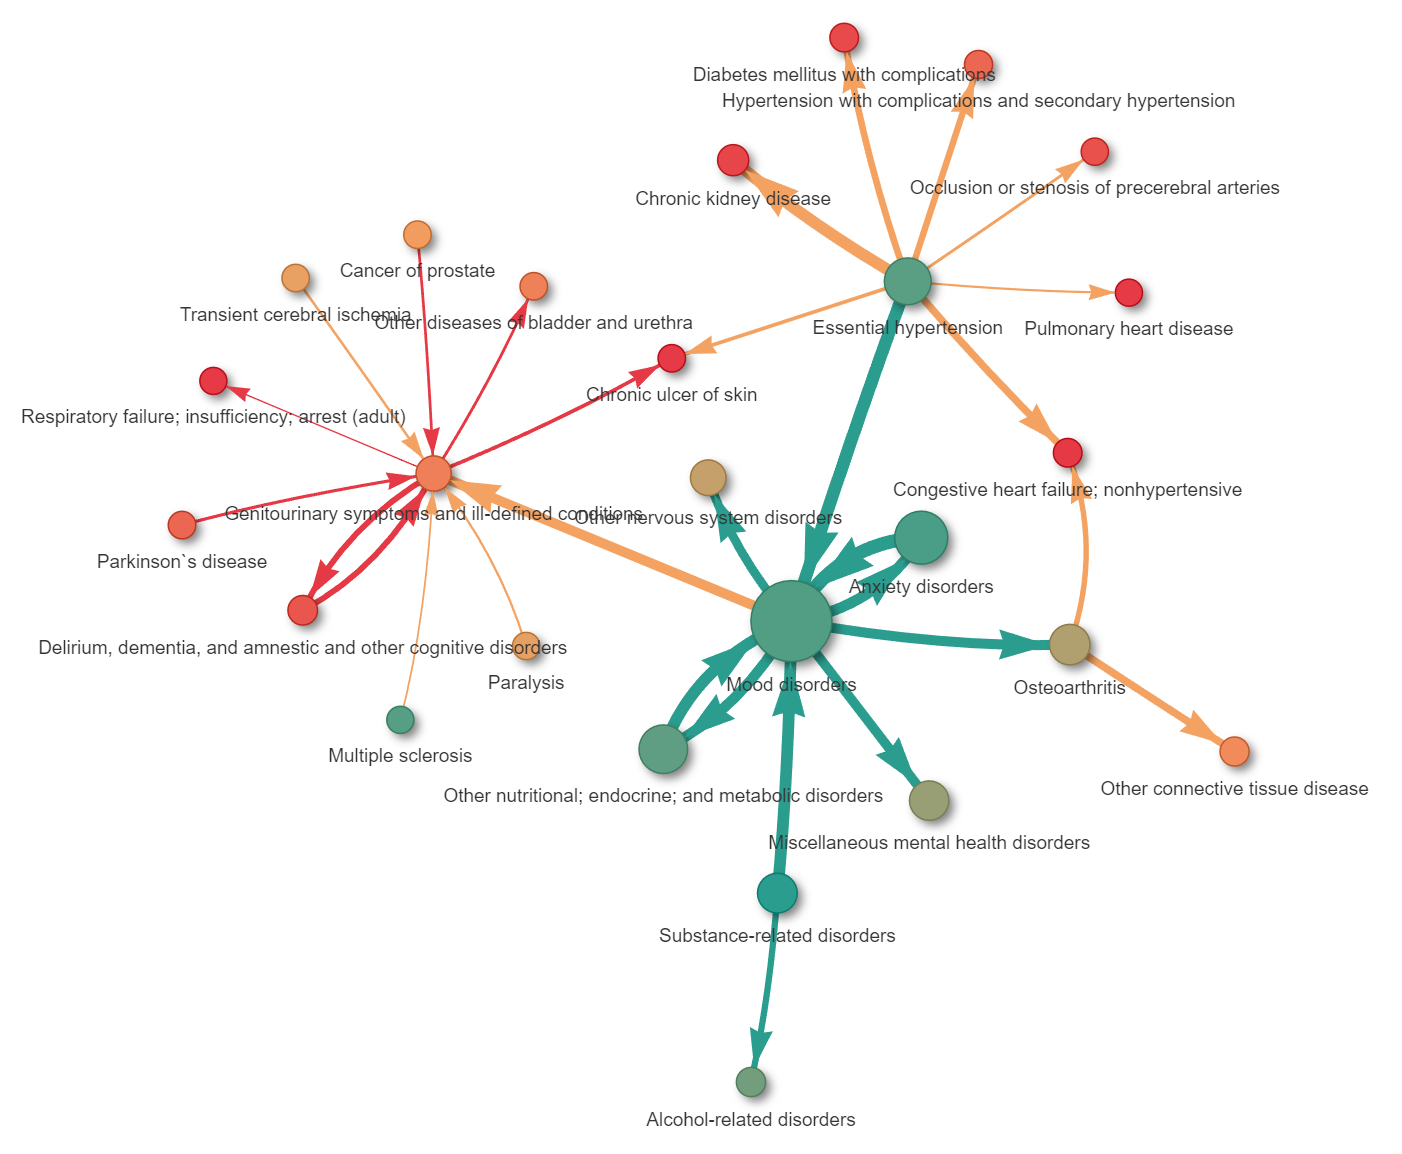 Diabetes mellitus with complications
Hypertension with complications and secondary hypertension
Occlusion or stenosis of precerebral arteries
Chronic kidney disease
Cancer of prostate
Transient cerebral ischemia
Other diseases of bladder and urethra
Essential hypertension
Pulmonary heart disease
Chronic ulcer of skin
Respiratory failure; insufficiency; arrest (adult)
Congestive heart failure; nonhypertensive
Genitourinary symptoms and ill-defined conditions
Other nervous system disorders
Parkinson`s disease
Anxiety disorders
Delirium, dementia, and amnestic and other cognitive disorders
Paralysis
Mood disorders
Osteoarthritis
Multiple sclerosis
Other connective tissue disease
Other nutritional; endocrine; and metabolic disorders
Miscellaneous mental health disorders
Substance-related disorders
Alcohol-related disorders